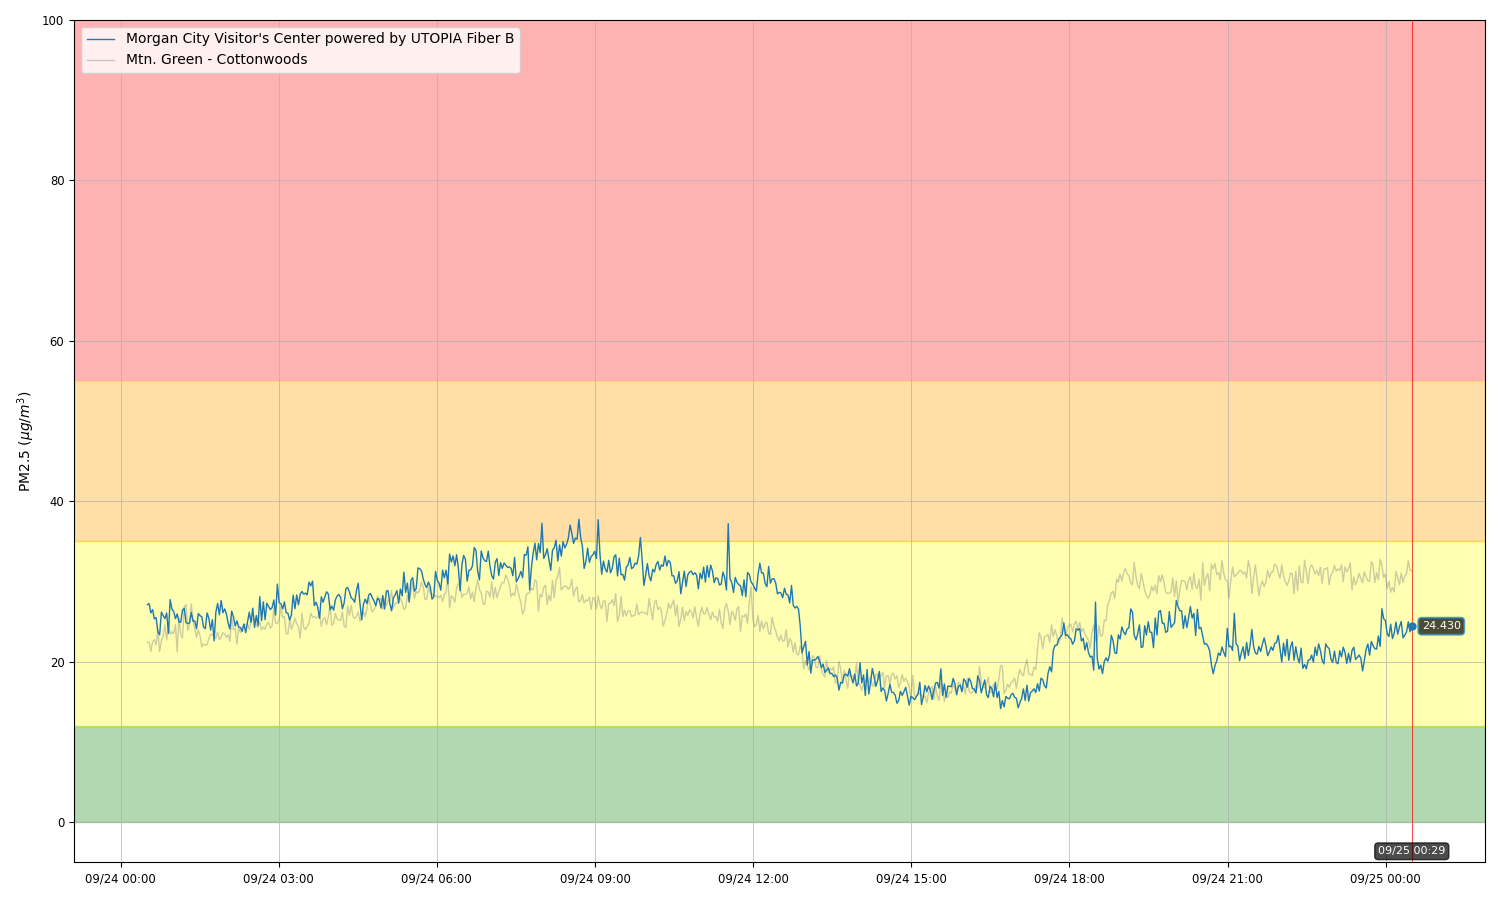 100
Morgan City Visitor's Center powered by UTOPIA Fiber B
Mtn. Green - Cottonwoods
80
60
PM2.5 (μg/m³)
40
24.430
20
0
09/25 00:29
09/24 00:00 09/24 03:00 09/24 06:00 09/24 09:00 09/24 12:00 09/24 15:00 09/24 18:00 09/24 21:00 09/25 00:00